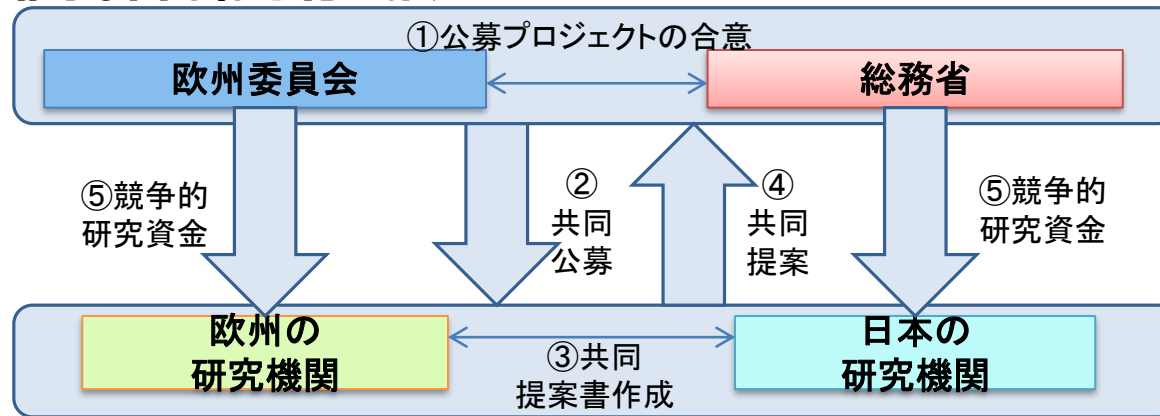 ①公募プロジェクトの合意
欧州委員会
総務省
⑤競争的
研究資金
②
共同
公募
④
共同
提案
⑤競争的
研究資金
欧州の
研究機関
③共同
提案書作成
日本の
研究機関